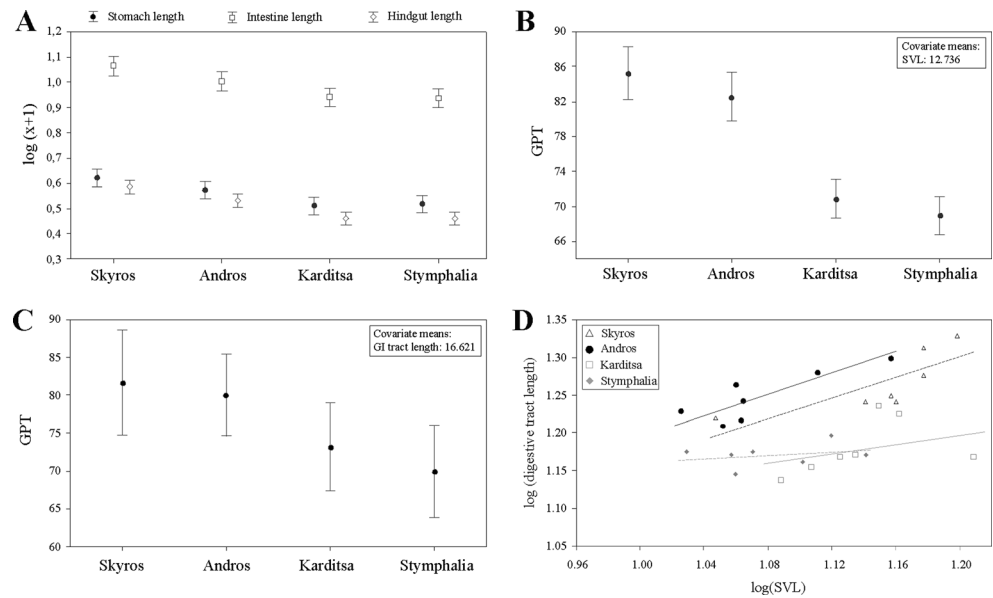 A
Stomach length
Intestine length
Hindgut length
log (x+1)
1,2
1,1
1,0
0,9
0,8
0,7
0,6
0,5
0,4
0,3
Skyros
Andros
Karditsa
Stymphalia
B
Covariate means:
SVL: 12.736
GPT
90
86
82
78
74
70
66
Skyros
Andros
Karditsa
Stymphalia
C
Covariate means:
GI tract length: 16.621
GPT
90
85
80
75
70
65
60
Skyros
Andros
Karditsa
Stymphalia
D
Skyros
Andros
Karditsa
Stymphalia
log (digestive tract length)
1.35
1.30
1.25
1.20
1.15
1.10
1.05
0.96
1.00
1.04
1.08
1.12
1.16
1.20
log(SVL)